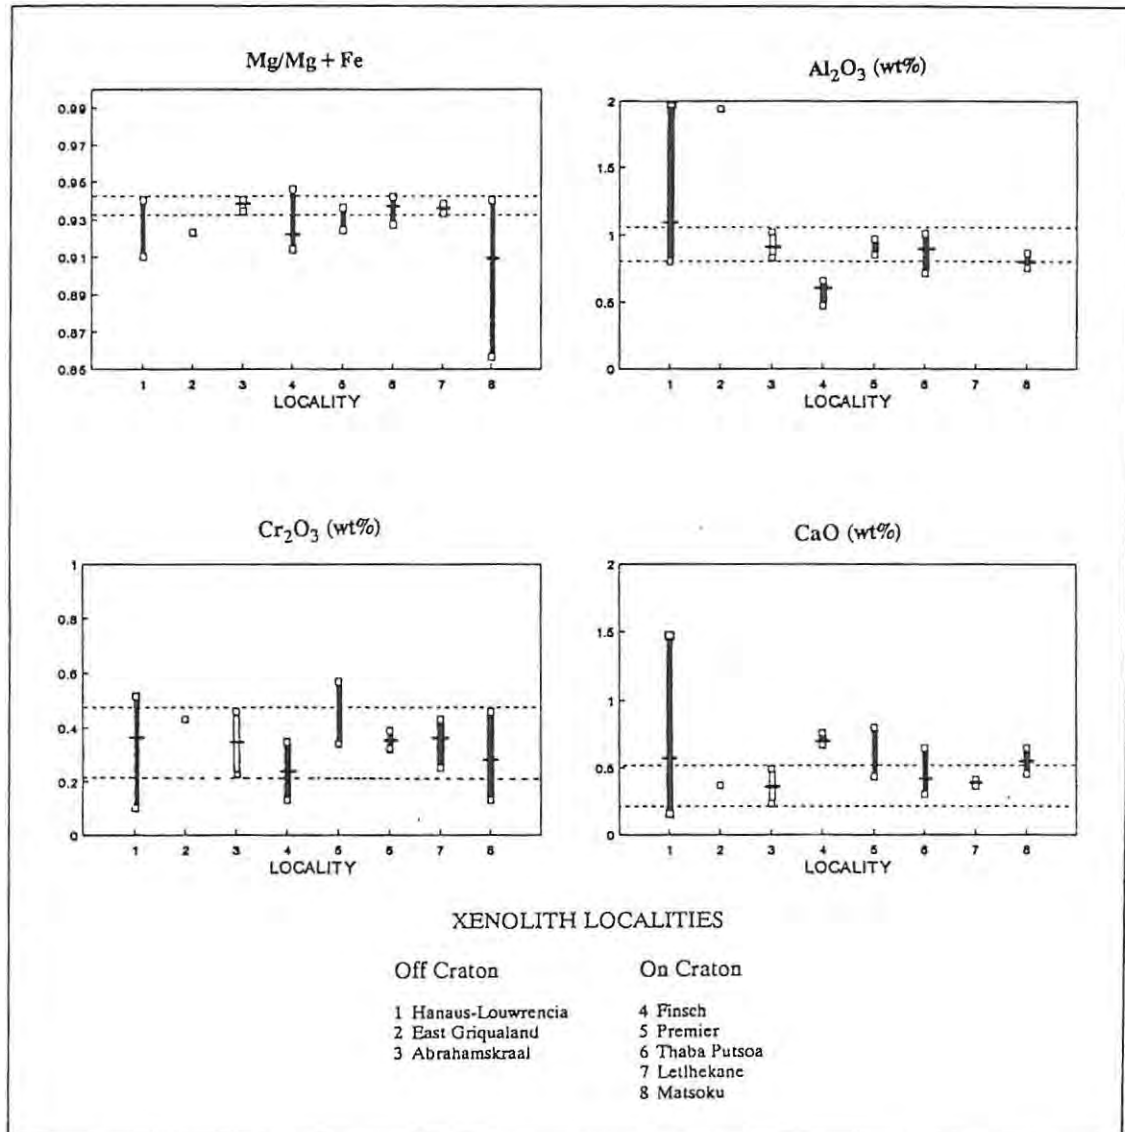 Mg/Mg + Fe
0.99
0.97
0.95
0.93
0.91
0.89
0.87
0.85
1 2 3 4 5 6 7 8
LOCALITY
Al₂O₃ (wt%)
2
1.5
1
0.5
0
1 2 3 4 5 6 8
LOCALITY
Cr₂O₃ (wt%)
1
0.8
0.6
0.4
0.2
0
1 2 3 4 5 6 7 8
LOCALITY
CaO (wt%)
2
1.5
1
0.5
0
1 2 3 4 5 6 7 8
LOCALITY
XENOLITH LOCALITIES
Off Craton
1 Hanaus-Louwrencia
2 East Griqualand
3 Abrahamskraal
On Craton
4 Finsch
5 Premier
6 Thaba Putsoa
7 Letlhekane
8 Matsoku